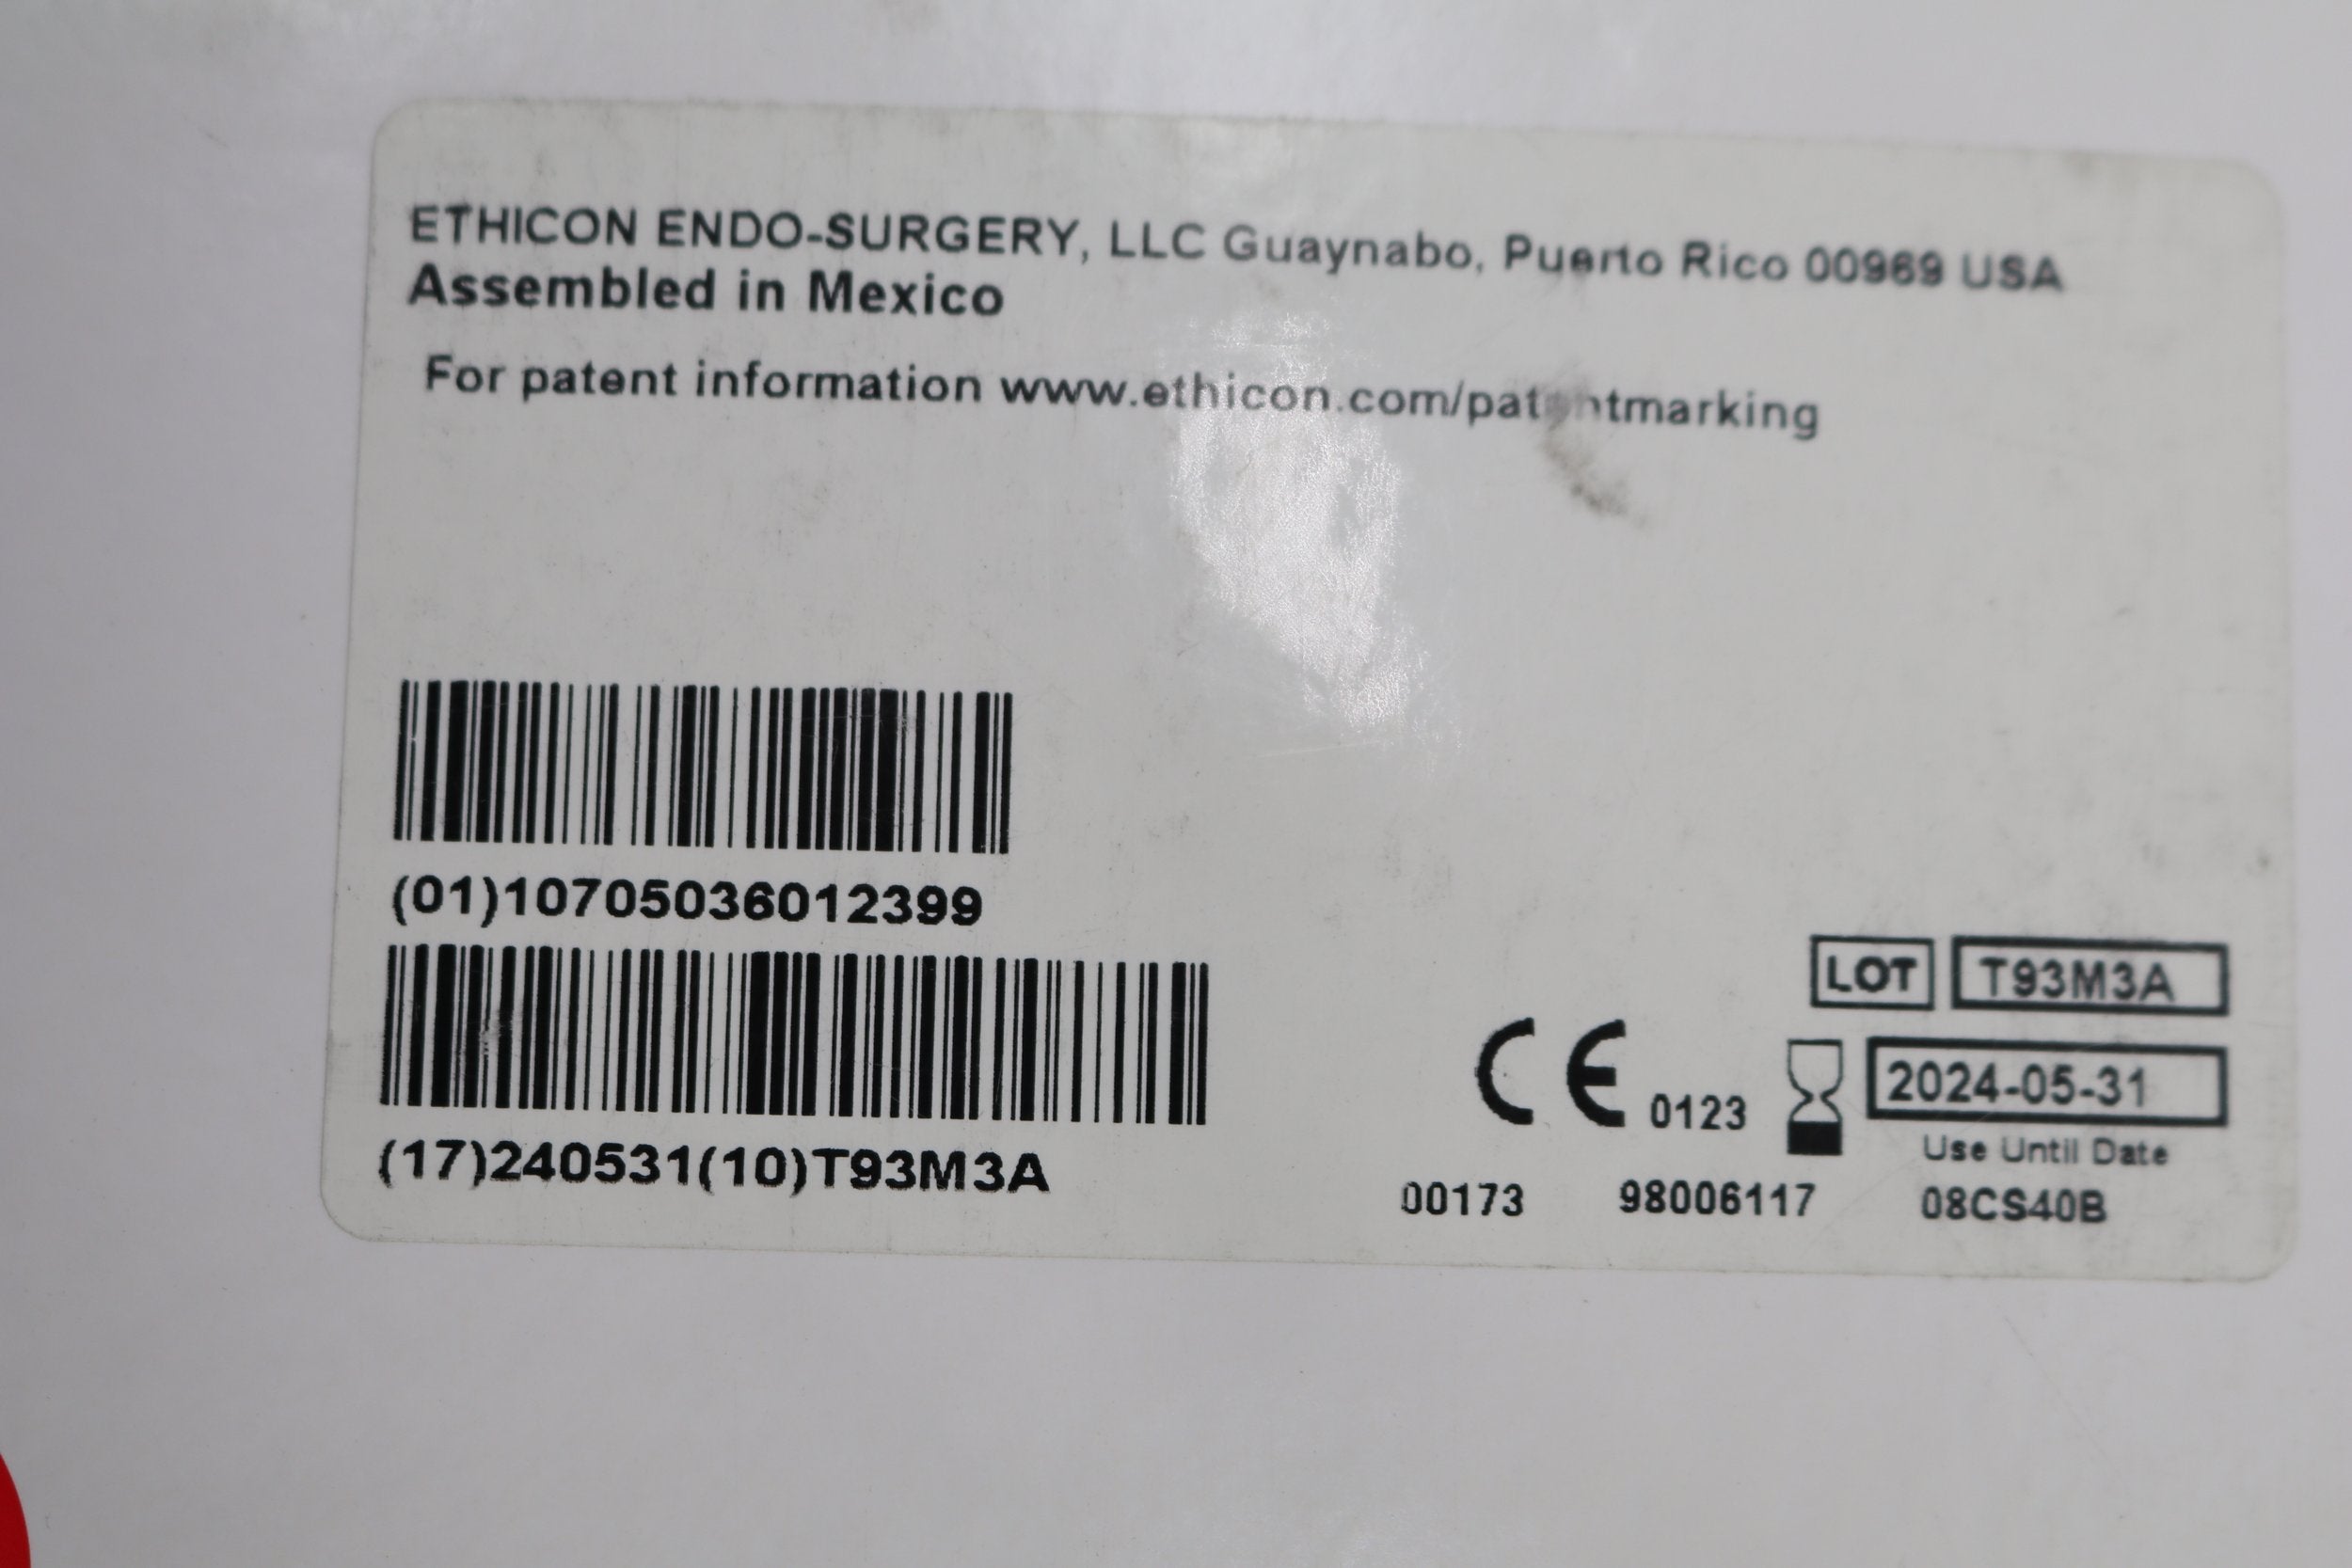 ETHICON ENDO-SURGERY, LLC Guaynabo, Puerto Rico 00969 USA
Assembled in Mexico
For patent information www.ethicon.com/patentmarking
(01)10705036012399
(17)240531(10)T93M3A
LOT T93M3A
CE 0123 2024-05-31
Use Until Date
00173 98006117 08CS40B